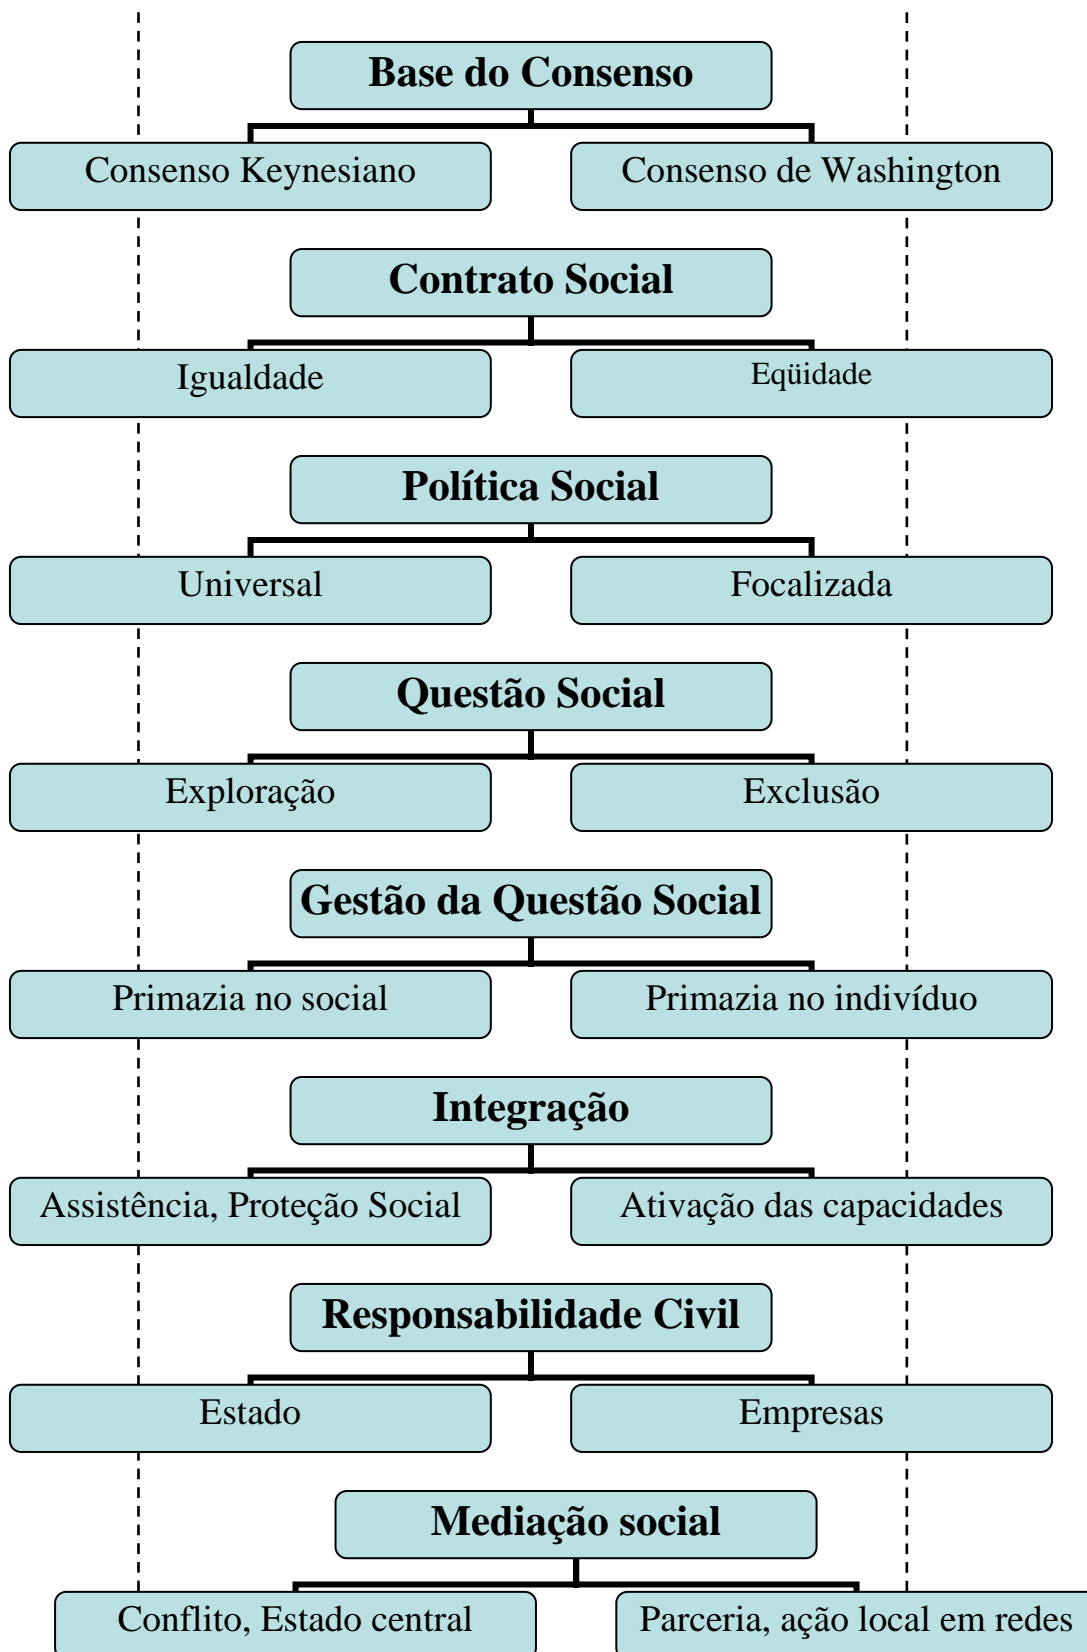 Base do Consenso
Consenso Keynesiano
Consenso de Washington
Contrato Social
Igualdade
Eqüidade
Política Social
Universal
Focalizada
Questão Social
Exploração
Exclusão
Gestão da Questão Social
Primazia no social
Primazia no indivíduo
Integração
Assistência, Proteção Social
Ativação das capacidades
Responsabilidade Civil
Estado
Empresas
Mediação social
Conflito, Estado central
Parceria, ação local em redes